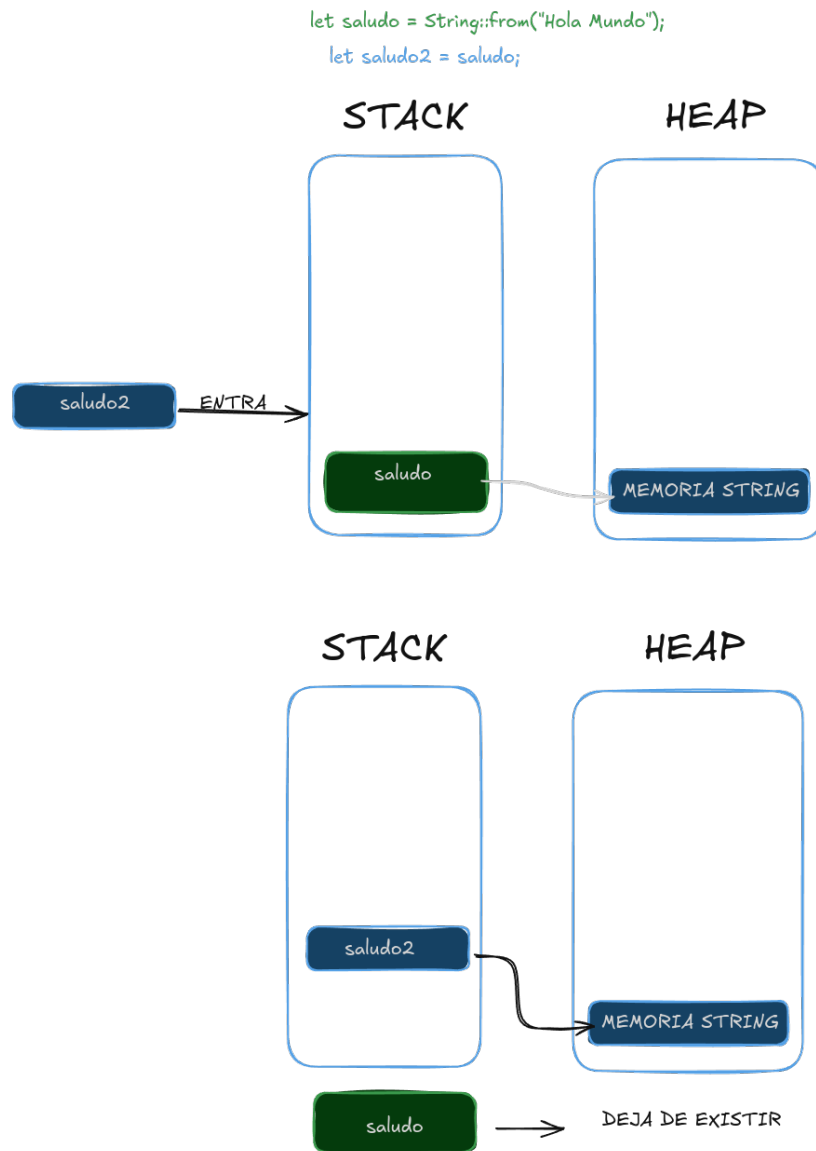 let saludo = String::from("Hola Mundo");
let saludo2 = saludo;
STACK
HEAP
saludo2
ENTRA
saludo
MEMORIA STRING
STACK
HEAP
saludo2
MEMORIA STRING
saludo
DEJA DE EXISTIR